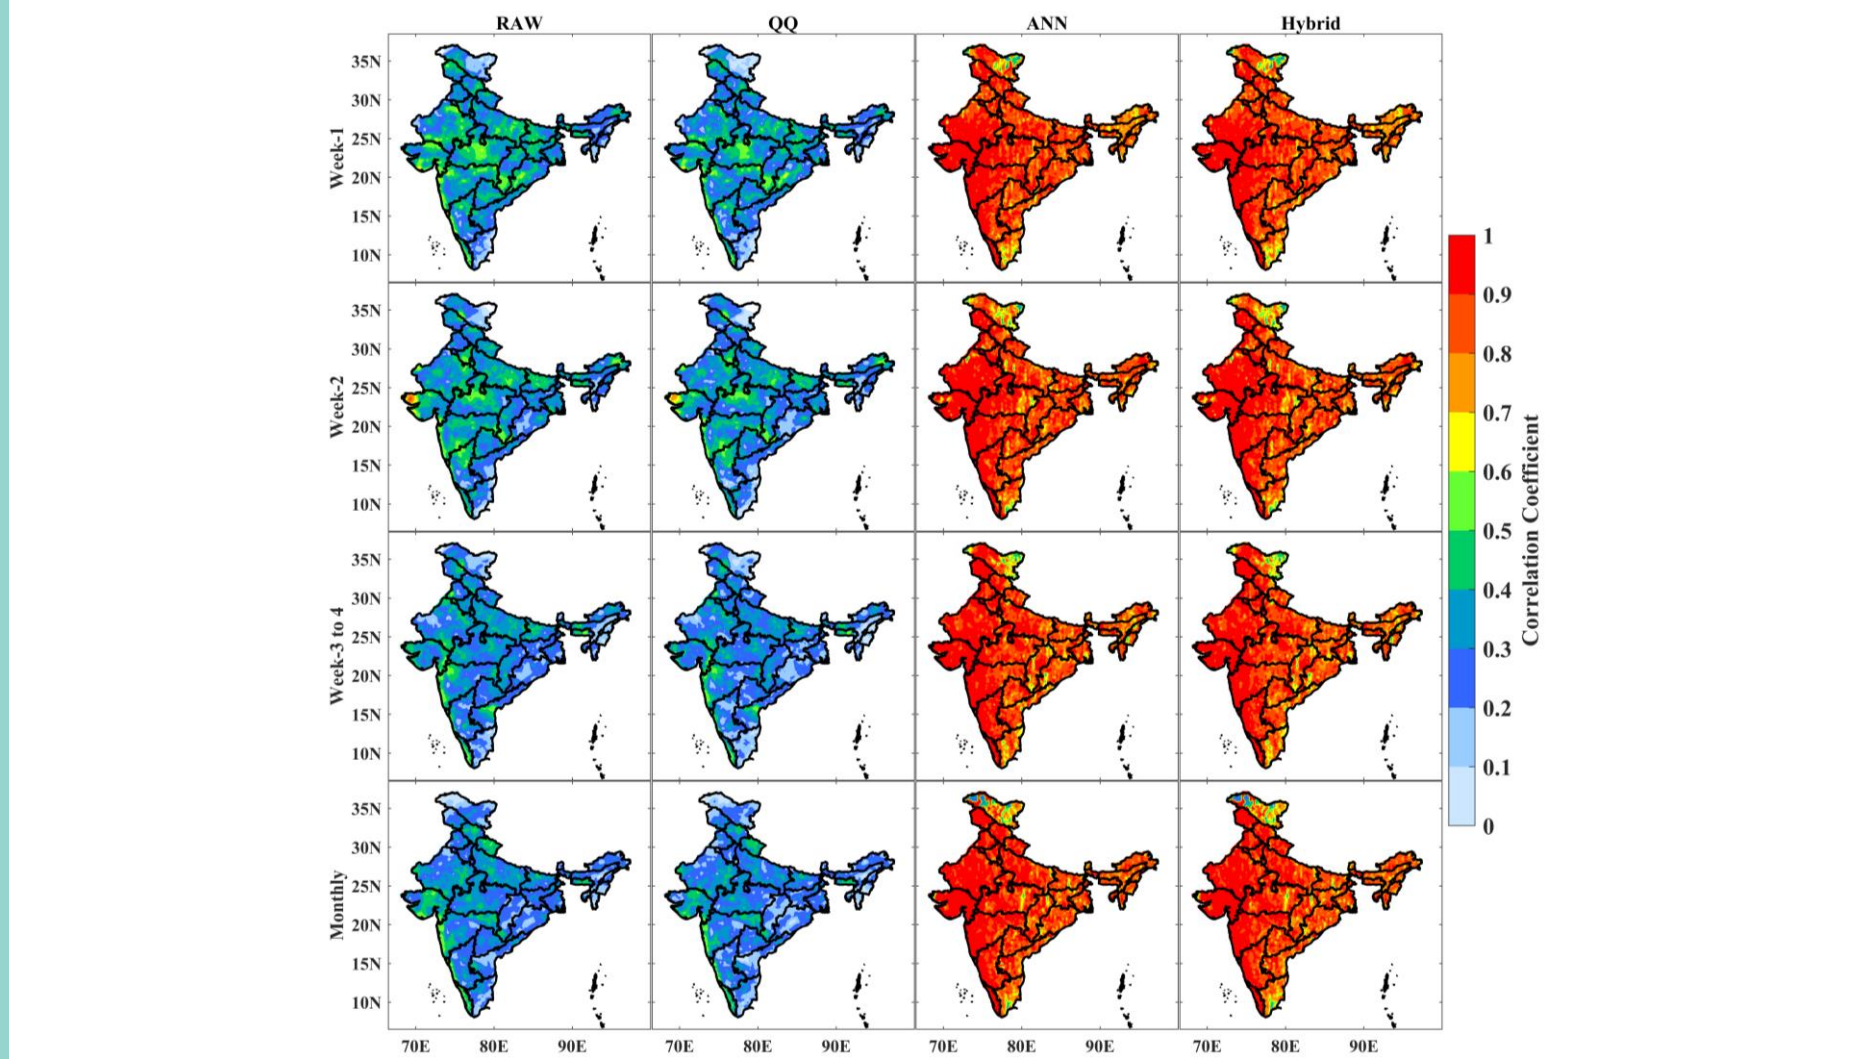 RAW QQ ANN Hybrid
Week-1
35N
30N
25N
20N
15N
10N
Week-2
35N
30N
25N
20N
15N
10N
Week-3 to 4
35N
30N
25N
20N
15N
10N
Monthly
35N
30N
25N
20N
15N
10N
70E 80E 90E 70E 80E 90E 70E 80E 90E 70E 80E 90E
1
0.9
0.8
0.7
0.6
0.5
0.4
0.3
0.2
0.1
0
Correlation Coefficient